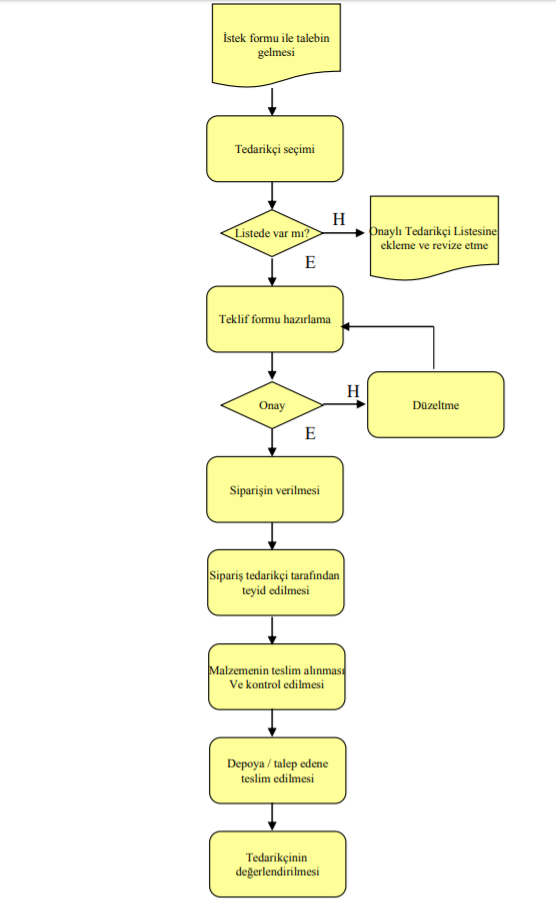 İstek formu ile talebin
gelmesi
Tedarikçi seçimi
Listede var mı?
H
Onaylı Tedarikçi Listesine
ekleme ve revize etme
E
Teklif formu hazırlama
Onay
H
Düzeltme
E
Siparişin verilmesi
Sipariş tedarikçi tarafından
teyid edilmesi
Malzemenin teslim alınması
Ve kontrol edilmesi
Depoya / talep edene
teslim edilmesi
Tedarikçinin
değerlendirilmesi